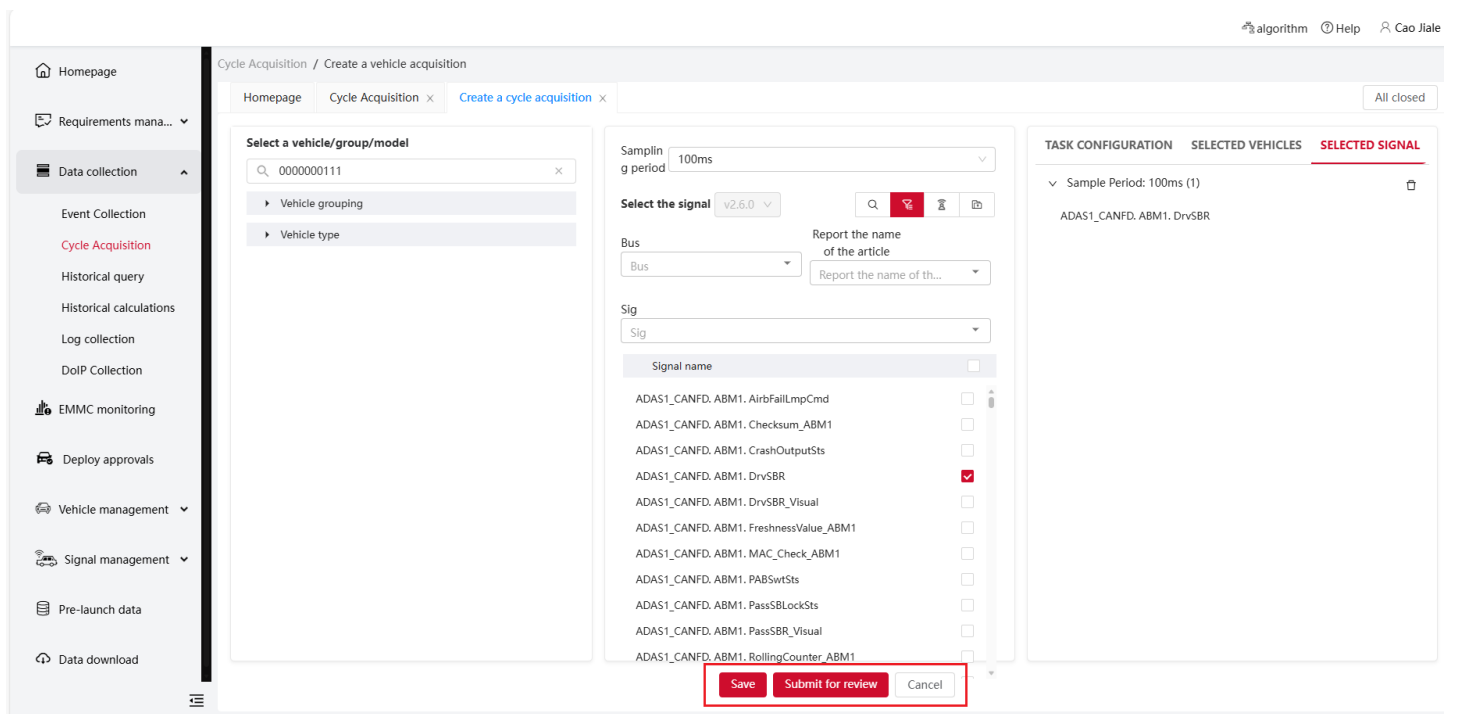 algorithm Help Cao Jiale
Homepage
Requirements mana...
Data collection
Event Collection
Cycle Acquisition
Historical query
Historical calculations
Log collection
DoIP Collection
EMMC monitoring
Deploy approvals
Vehicle management
Signal management
Pre-launch data
Data download
Cycle Acquisition / Create a vehicle acquisition
Homepage Cycle Acquisition × Create a cycle acquisition × All closed
Select a vehicle/group/model
0000000111 ×
Vehicle grouping
Vehicle type
Samplin
g period 100ms
Select the signal v2.6.0
Bus
Bus
Report the name
of the article
Report the name of th...
Sig
Sig
Signal name
ADAS1_CANFD. ABM1. AirbFailLmpCmd
ADAS1_CANFD. ABM1. Checksum_ABM1
ADAS1_CANFD. ABM1. CrashOutputSts
ADAS1_CANFD. ABM1. DrvSBR
ADAS1_CANFD. ABM1. DrvSBR_Visual
ADAS1_CANFD. ABM1. FreshnessValue_ABM1
ADAS1_CANFD. ABM1. MAC_Check_ABM1
ADAS1_CANFD. ABM1. PABSwtSts
ADAS1_CANFD. ABM1. PassSBLockSts
ADAS1_CANFD. ABM1. PassSBR_Visual
ADAS1_CANFD. ABM1. RollingCounter_ABM1
Save Submit for review Cancel
TASK CONFIGURATION SELECTED VEHICLES SELECTED SIGNAL
Sample Period: 100ms (1)
ADAS1_CANFD. ABM1. DrvSBR